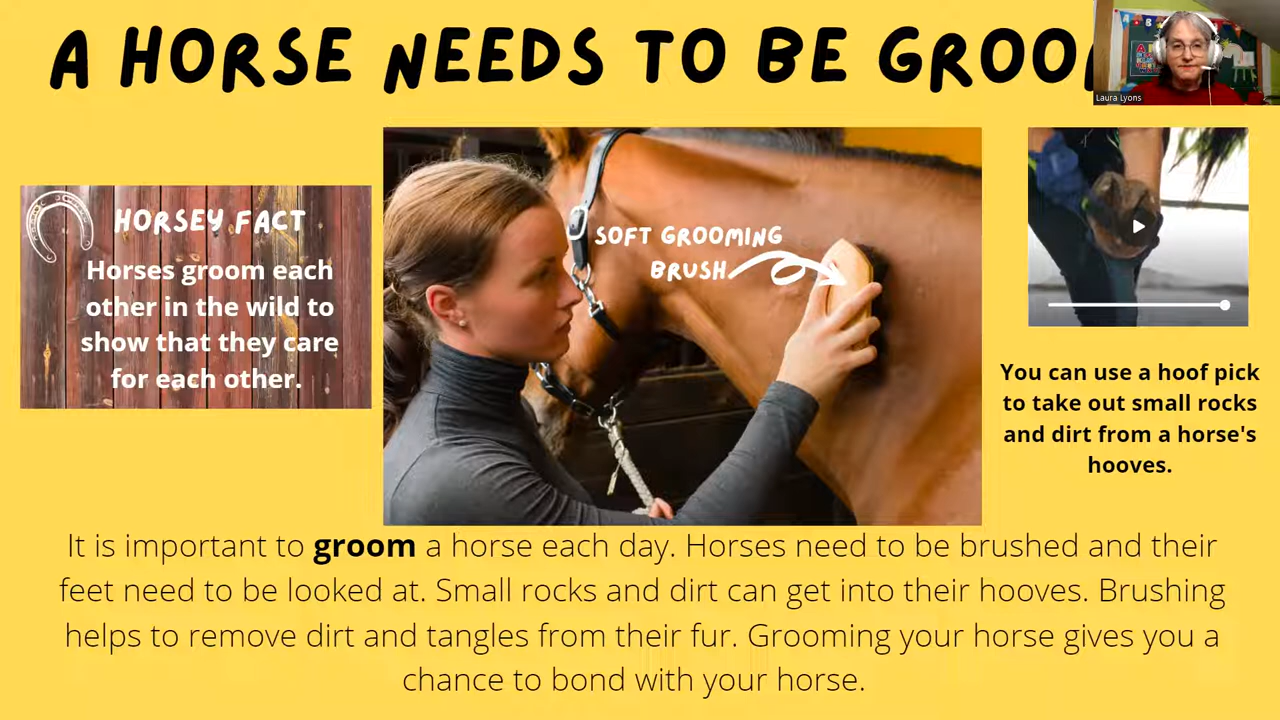 A HORSE NEEDS TO BE
Laura Lyons
HORSEY FACT
Horses groom each
other in the wild to
show that they care
for each other.
SOFT GROOMING
BRUSH
You can use a hoof pick
to take out small rocks
and dirt from a horse's
hooves.
It is important to groom a horse each day. Horses need to be brushed and their
feet need to be looked at. Small rocks and dirt can get into their hooves. Brushing
helps to remove dirt and tangles from their fur. Grooming your horse gives you a
chance to bond with your horse.